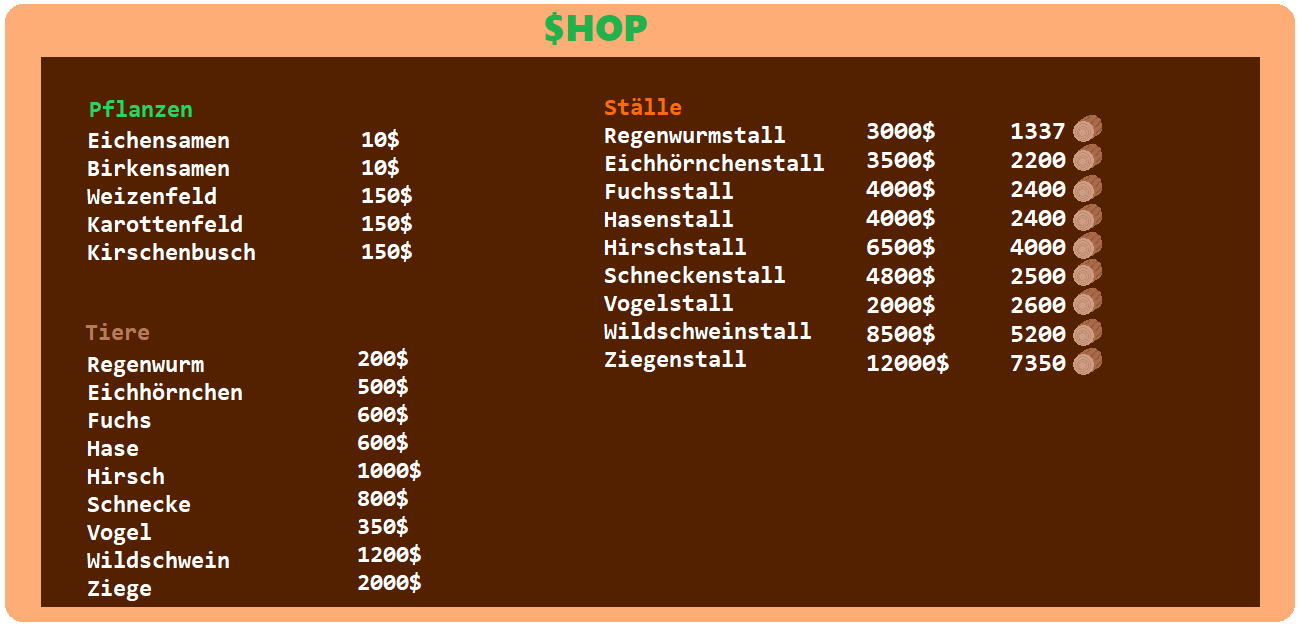 $HOP
Pflanzen
Eichensamen 10$
Birkensamen 10$
Weizenfeld 150$
Karottenfeld 150$
Kirschenbusch 150$
Tiere
Regenwurm 200$
Eichhörnchen 500$
Fuchs 600$
Hase 600$
Hirsch 1000$
Schnecke 800$
Vogel 350$
Wildschwein 1200$
Ziege 2000$
Ställe
Regenwurmstall 3000$ 1337
Eichhörnchenstall 3500$ 2200
Fuchsstall 4000$ 2400
Hasenstall 4000$ 2400
Hirschstall 6500$ 4000
Schneckenstall 4800$ 2500
Vogelstall 2000$ 2600
Wildschweinstall 8500$ 5200
Ziegenstall 12000$ 7350